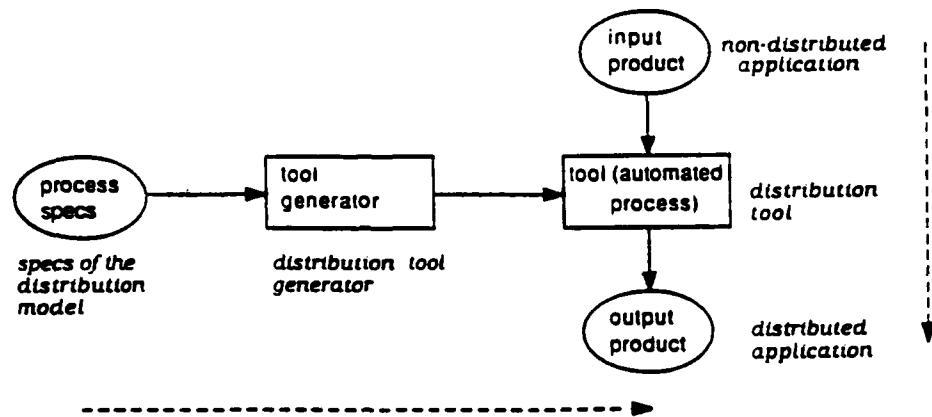 input
product
non-distributed
application
process
specs
tool
generator
tool (automated
process)
distribution
tool
specs of the
distribution
model
distribution tool
generator
output
product
distributed
application